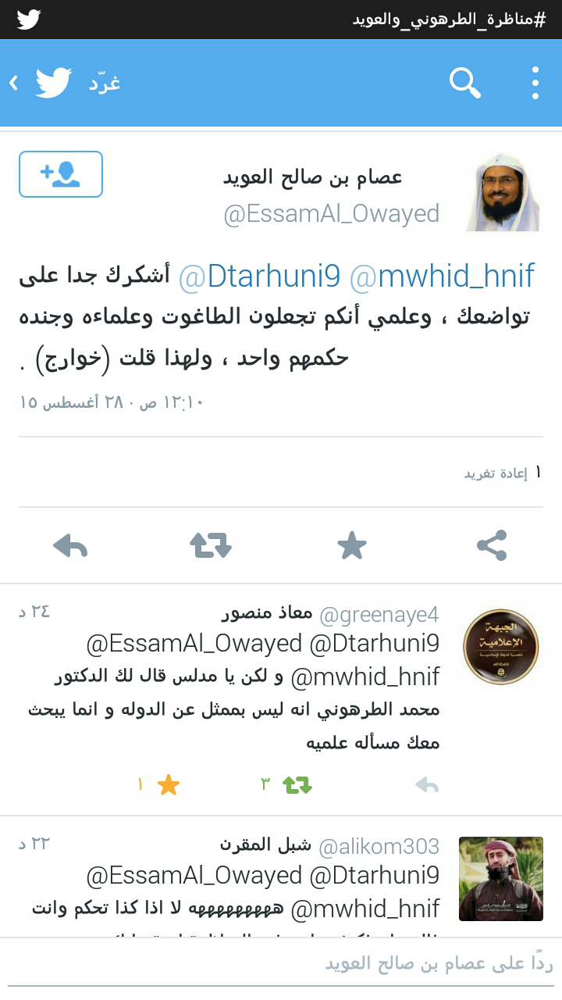 #مناظرة_الطرهوني_والعويد
غرّد
عصام بن صالح العويد
@EssamAl_Owayed
@Dtarhuni9 @mwhid_hnif أشكرك جدا على
تواضعك ، وعلمي أنكم تجعلون الطاغوت وعلماءه وجنده
حكمهم واحد ، ولهذا قلت (خوارج) .
١٢:١٠ ص · ٢٨ أغسطس ١٥
١ إعادة تغريد
معاذ منصور @greenaye4
٢٤ د
@EssamAl_Owayed @Dtarhuni9
@mwhid_hnif و لكن يا مدلس قال لك الدكتور
محمد الطرهوني انه ليس بممثل عن الدوله و انما يبحث
معك مسأله علميه
٣
١
الجبهة
الإعلامية
شبل المقرن @alikom303
٢٢ د
@EssamAl_Owayed @Dtarhuni9
@mwhid_hnif هههههههههه لا اذا كذا تحكم وانت
ردًا على عصام بن صالح العويد